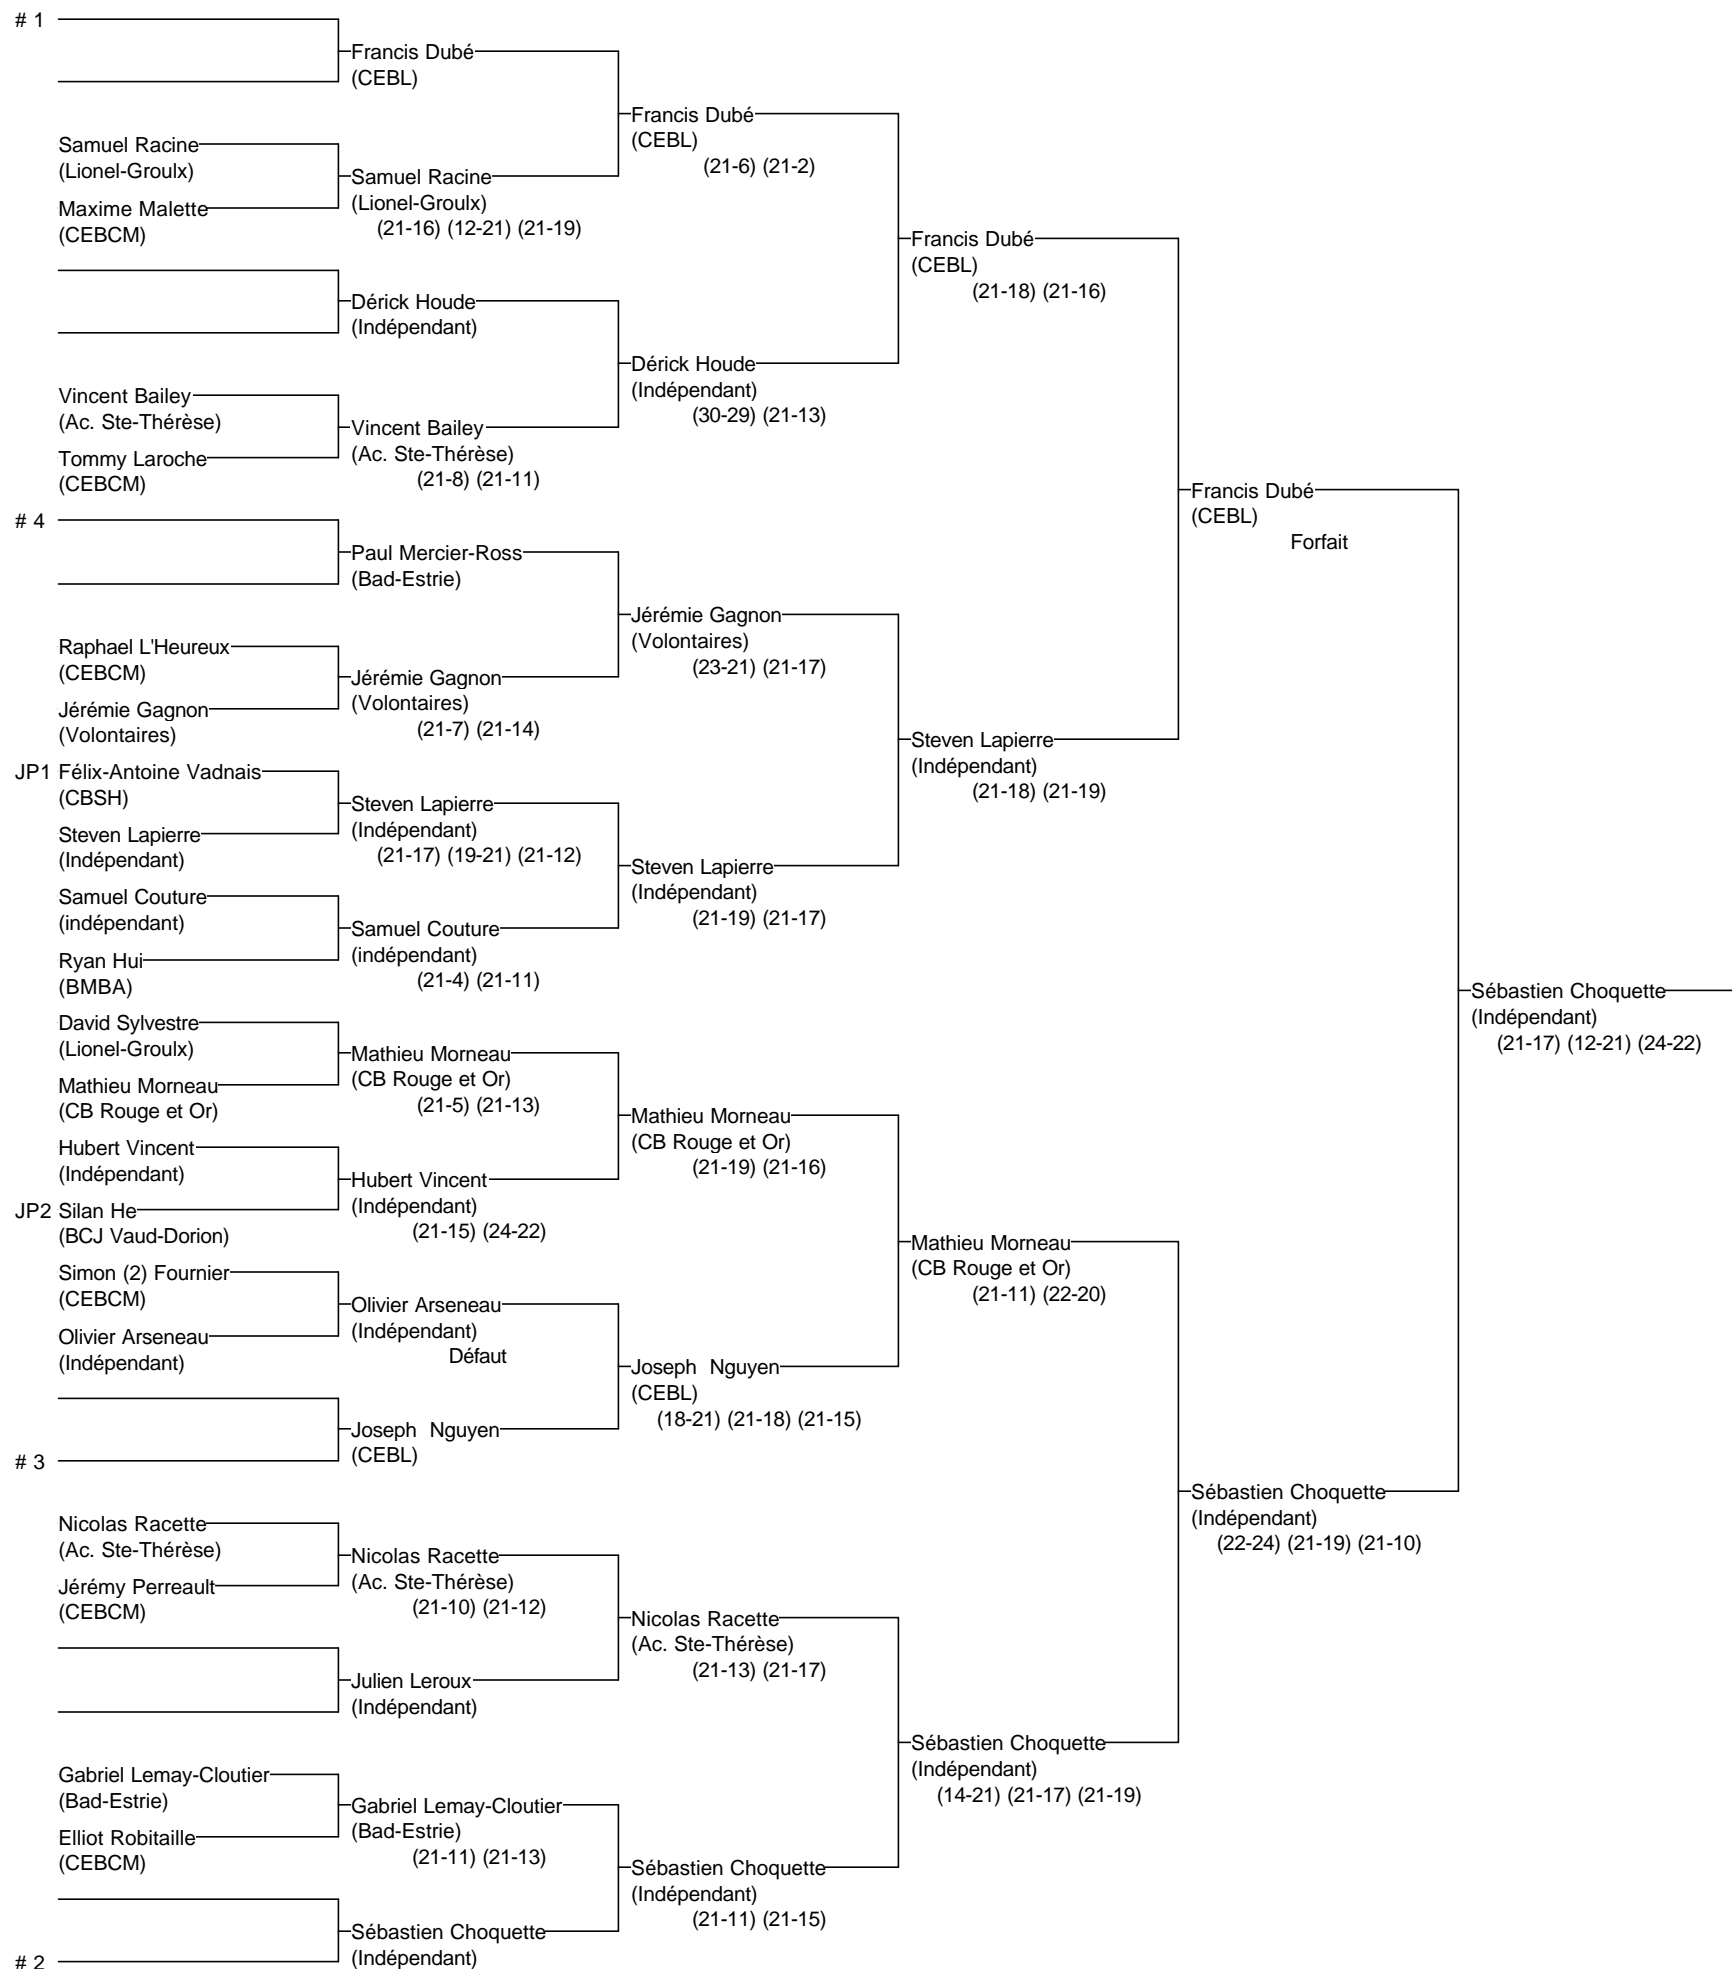 # 1
Francis Dubé
(CEBL)
Francis Dubé
(CEBL)
(21-6) (21-2)
Samuel Racine
(Lionel-Groulx)
Samuel Racine
(Lionel-Groulx)
(21-16) (12-21) (21-19)
Maxime Malette
(CEBCM)
Francis Dubé
(CEBL)
(21-18) (21-16)
Dérick Houde
(Indépendant)
Dérick Houde
(Indépendant)
(30-29) (21-13)
Vincent Bailey
(Ac. Ste-Thérèse)
Vincent Bailey
(Ac. Ste-Thérèse)
(21-8) (21-11)
Tommy Laroche
(CEBCM)
Francis Dubé
(CEBL)
Forfait
# 4
Paul Mercier-Ross
(Bad-Estrie)
Jérémie Gagnon
(Volontaires)
(23-21) (21-17)
Raphael L'Heureux
(CEBCM)
Jérémie Gagnon
(Volontaires)
(21-7) (21-14)
Jérémie Gagnon
(Volontaires)
Steven Lapierre
(Indépendant)
(21-18) (21-19)
JP1 Félix-Antoine Vadnais
(CBSH)
Steven Lapierre
(Indépendant)
(21-17) (19-21) (21-12)
Steven Lapierre
(Indépendant)
Steven Lapierre
(Indépendant)
(21-19) (21-17)
Samuel Couture
(indépendant)
Samuel Couture
(indépendant)
(21-4) (21-11)
Ryan Hui
(BMBA)
Sébastien Choquette
(Indépendant)
(21-17) (12-21) (24-22)
David Sylvestre
(Lionel-Groulx)
Mathieu Morneau
(CB Rouge et Or)
(21-5) (21-13)
Mathieu Morneau
(CB Rouge et Or)
Mathieu Morneau
(CB Rouge et Or)
(21-19) (21-16)
Hubert Vincent
(Indépendant)
Hubert Vincent
(Indépendant)
(21-15) (24-22)
JP2 Silan He
(BCJ Vaud-Dorion)
Mathieu Morneau
(CB Rouge et Or)
(21-11) (22-20)
Simon (2) Fournier
(CEBCM)
Olivier Arseneau
(Indépendant)
Défaut
Olivier Arseneau
(Indépendant)
Joseph  Nguyen
(CEBL)
(18-21) (21-18) (21-15)
Joseph  Nguyen
(CEBL)
# 3
Sébastien Choquette
(Indépendant)
(22-24) (21-19) (21-10)
Nicolas Racette
(Ac. Ste-Thérèse)
Nicolas Racette
(Ac. Ste-Thérèse)
(21-10) (21-12)
Jérémy Perreault
(CEBCM)
Nicolas Racette
(Ac. Ste-Thérèse)
(21-13) (21-17)
Julien Leroux
(Indépendant)
Sébastien Choquette
(Indépendant)
(14-21) (21-17) (21-19)
Gabriel Lemay-Cloutier
(Bad-Estrie)
Gabriel Lemay-Cloutier
(Bad-Estrie)
(21-11) (21-13)
Elliot Robitaille
(CEBCM)
Sébastien Choquette
(Indépendant)
(21-11) (21-15)
Sébastien Choquette
(Indépendant)
# 2